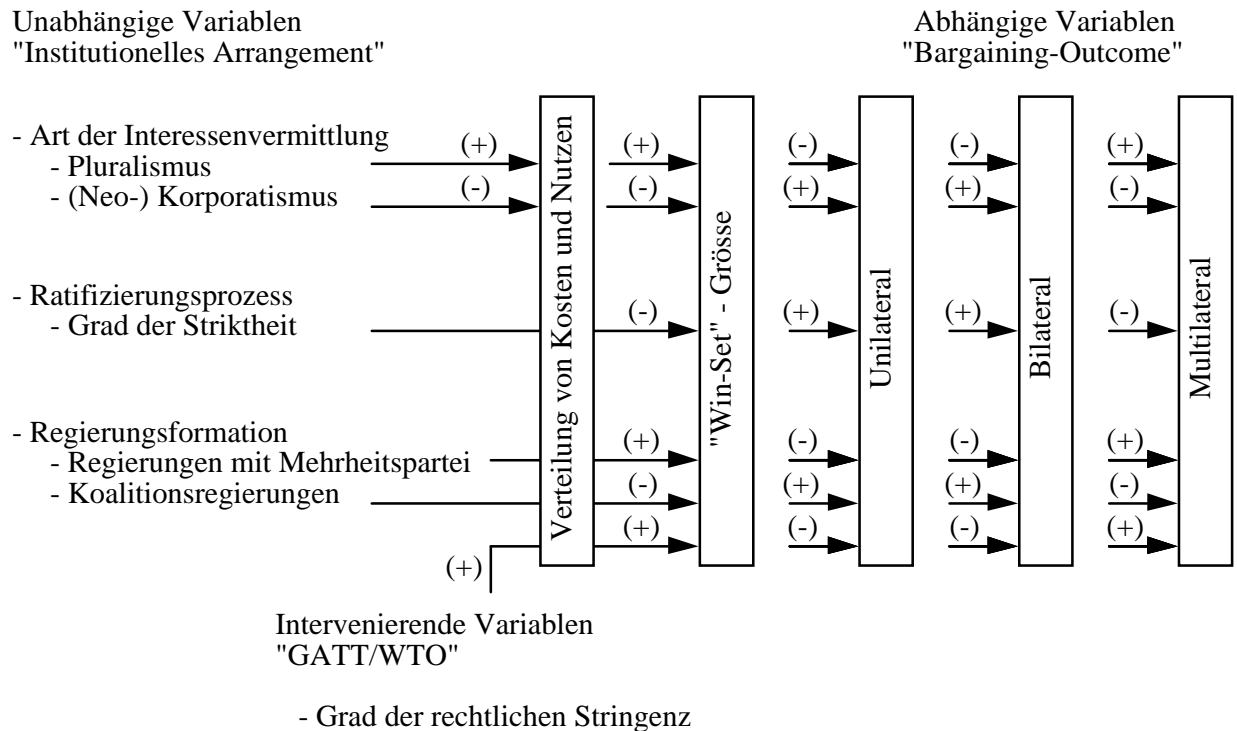 Unabhängige Variablen
"Institutionelles Arrangement"
Abhängige Variablen
"Bargaining-Outcome"
- Art der Interessenvermittlung
- Pluralismus
- (Neo-) Korporatismus
- Ratifizierungsprozess
- Grad der Striktheit
- Regierungsformation
- Regierungen mit Mehrheitspartei
- Koalitionsregierungen
(+)
(-)
(+)
Verteilung von Kosten und Nutzen
(+)
(-)
(-)
(+)
(-)
(+)
"Win-Set" - Grösse
(-)
(+)
(+)
(-)
(+)
(-)
Unilateral
(-)
(+)
(+)
(-)
(+)
(-)
Bilateral
(+)
(-)
(-)
(+)
(-)
(+)
Multilateral
Intervenierende Variablen
"GATT/WTO"
- Grad der rechtlichen Stringenz